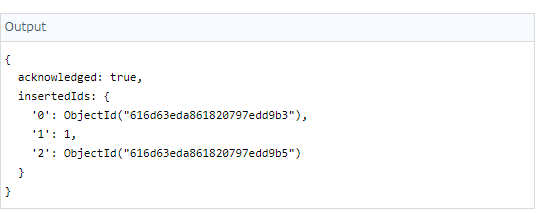 Output
{
  acknowledged: true,
  insertedIds: {
    '0': ObjectId("616d63eda861820797edd9b3"),
    '1': 1,
    '2': ObjectId("616d63eda861820797edd9b5")
  }
}